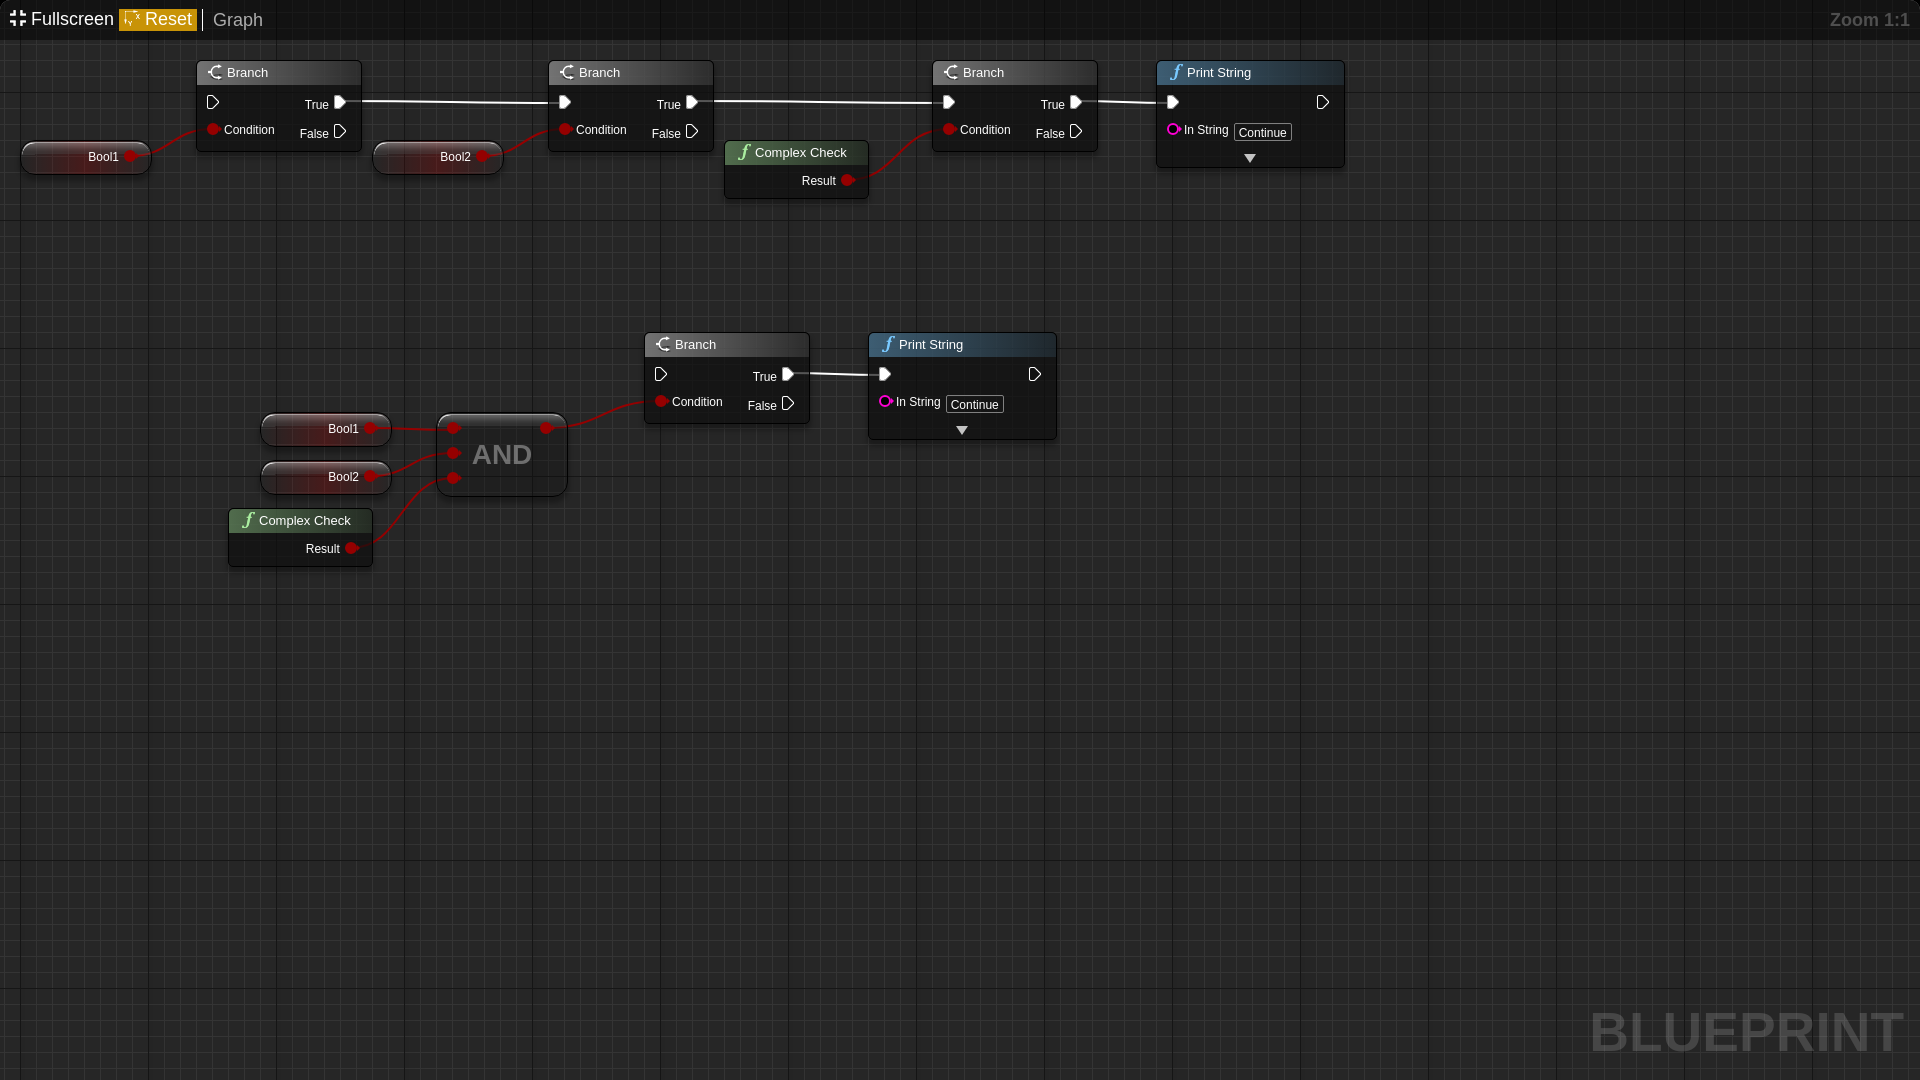 Fullscreen Reset Graph Zoom 1:1
Branch Branch Branch Print String
True True True
Condition False Condition False Condition False In String Continue
Bool1 Bool2 Complex Check
Result
Branch Print String
True
Condition False In String Continue
Bool1
AND
Bool2
Complex Check
Result
BLUEPRINT